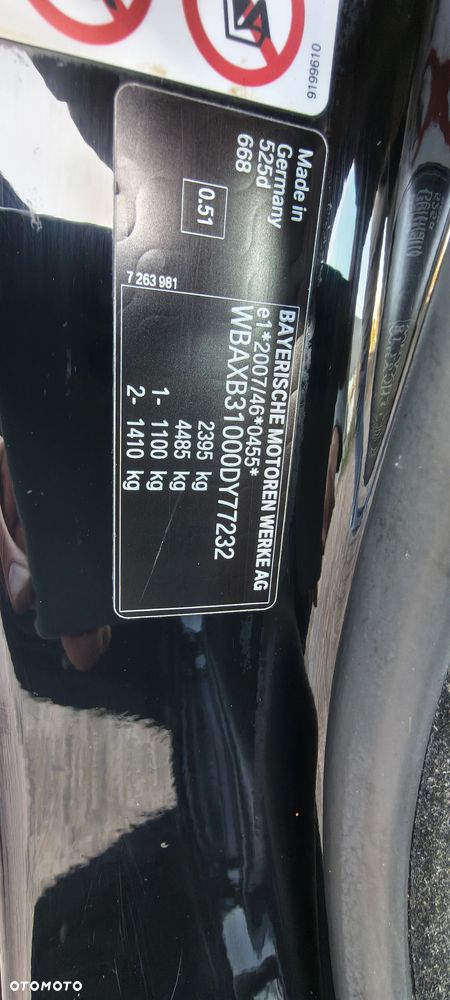 9199610
Made in
Germany
525d
668
0.51
7 263 981
BAYERISCHE MOTOREN WERKE AG
e1*2007/46*0455*
WBAXB31000DY77232
2395 kg
4485 kg
1- 1100 kg
2- 1410 kg
OTOMOTO